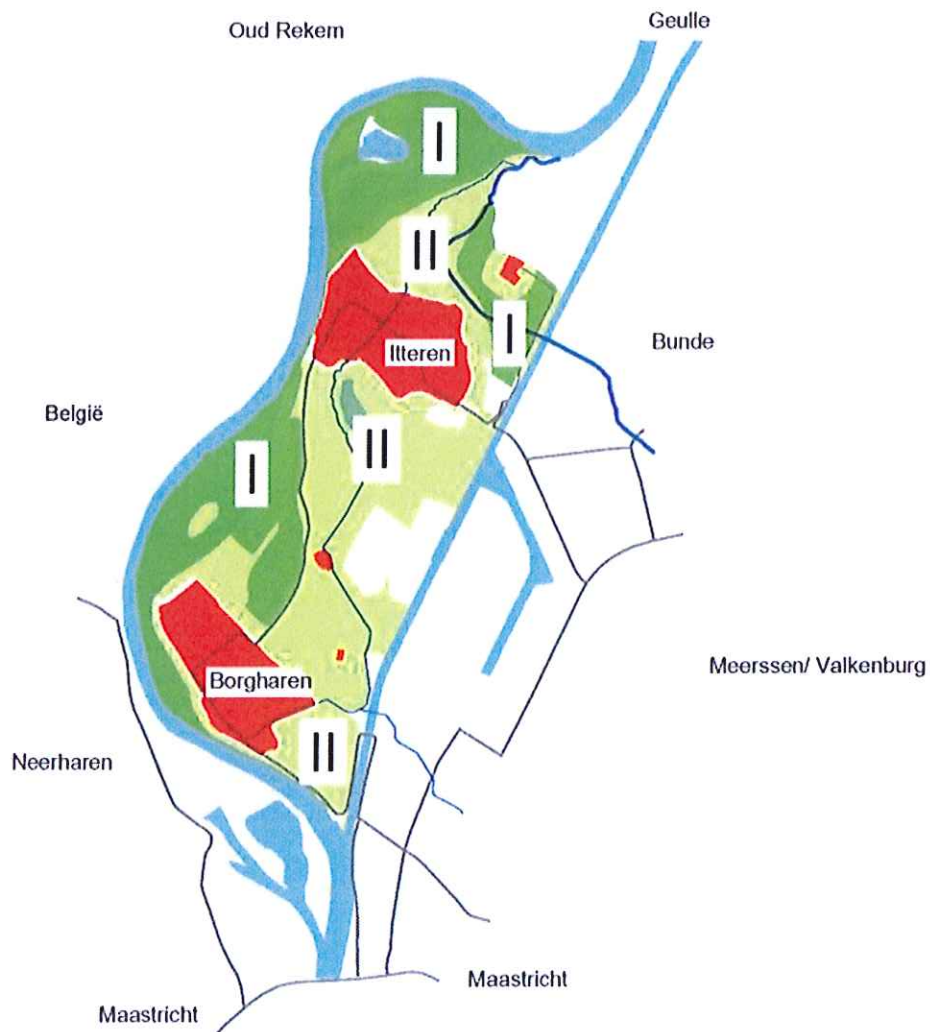 Geulle
Oud Rekem
I
II
Itteren
I
Bunde
België
II
I
Meerssen/ Valkenburg
Borgharen
II
Neerharen
Maastricht
Maastricht